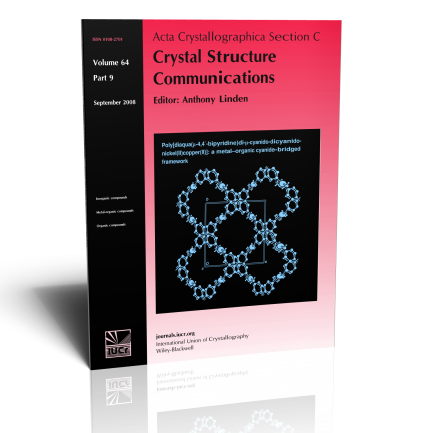 ISSN 0108-2701
Volume 64
Part 9
September 2008
Inorganic compounds
Metal-organic compounds
Organic compounds
iucr
Acta Crystallographica Section C
Crystal Structure
Communications
Editor: Anthony Linden
Poly[diaqua(μ-4,4'-bipyridine)di-μ-cyanido-dicyanido-
nickel(II)copper(II)]: a metal–organic cyanide-bridged
framework
journals.iucr.org
International Union of Crystallography
Wiley-Blackwell